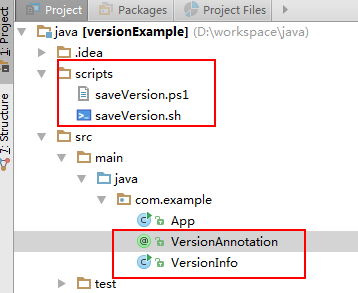 Project
Packages
Project Files
1: Project
7: Structure
java [versionExample] (D:\workspace\java)
.idea
scripts
saveVersion.ps1
saveVersion.sh
src
main
java
com.example
App
VersionAnnotation
VersionInfo
test